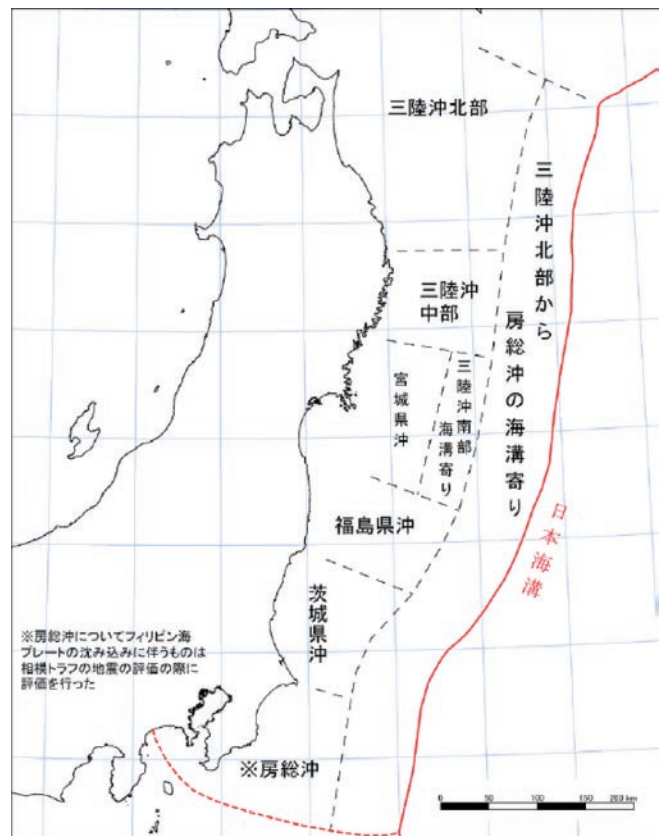 三陸沖北部
三陸沖北部から
房総沖の海溝寄り
三陸沖
中部
宮城県沖
三陸沖南部
海溝寄り
福島県沖
日本海溝
茨城県沖
※房総沖についてフィリピン海
プレートの沈み込みに伴うものは
相模トラフの地震の評価の際に
評価を行った
※房総沖
0 50 100 150 200 km